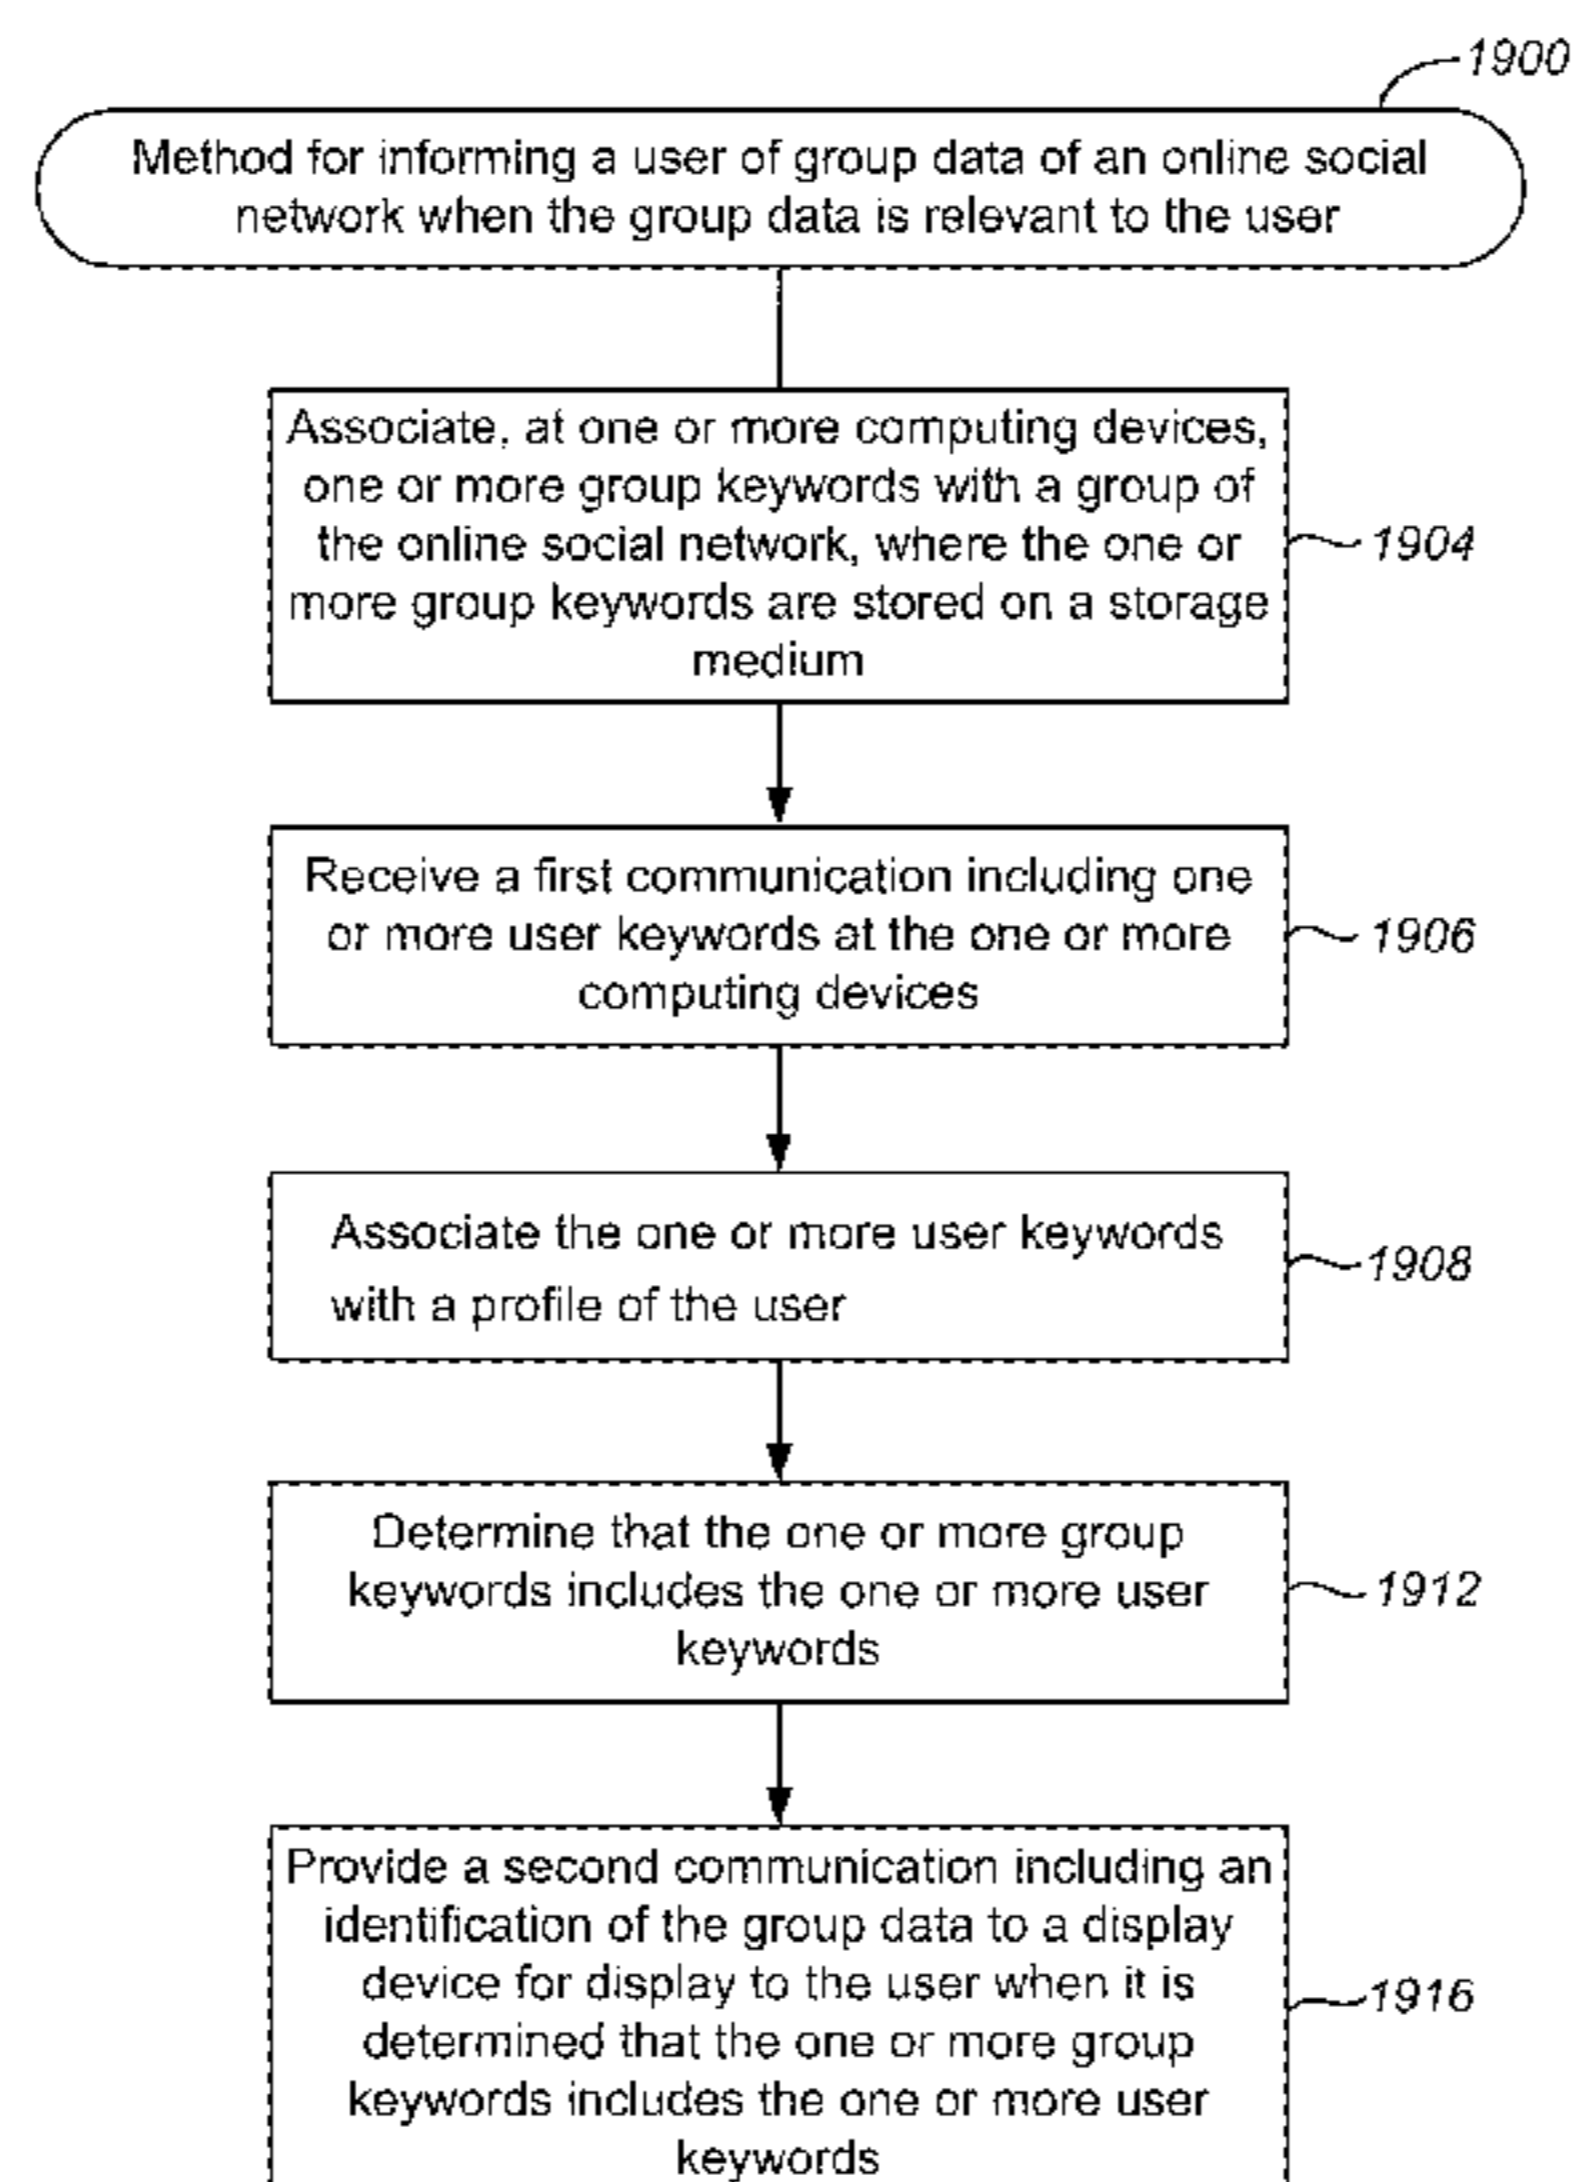 1900
Method for informing a user of group data of an online social
network when the group data is relevant to the user
Associate, at one or more computing devices,
one or more group keywords with a group of
the online social network, where the one or
more group keywords are stored on a storage
medium
1904
Receive a first communication including one
or more user keywords at the one or more
computing devices
1906
Associate the one or more user keywords
with a profile of the user
1908
Determine that the one or more group
keywords includes the one or more user
keywords
1912
Provide a second communication including an
identification of the group data to a display
device for display to the user when it is
determined that the one or more group
keywords includes the one or more user
keywords
1916